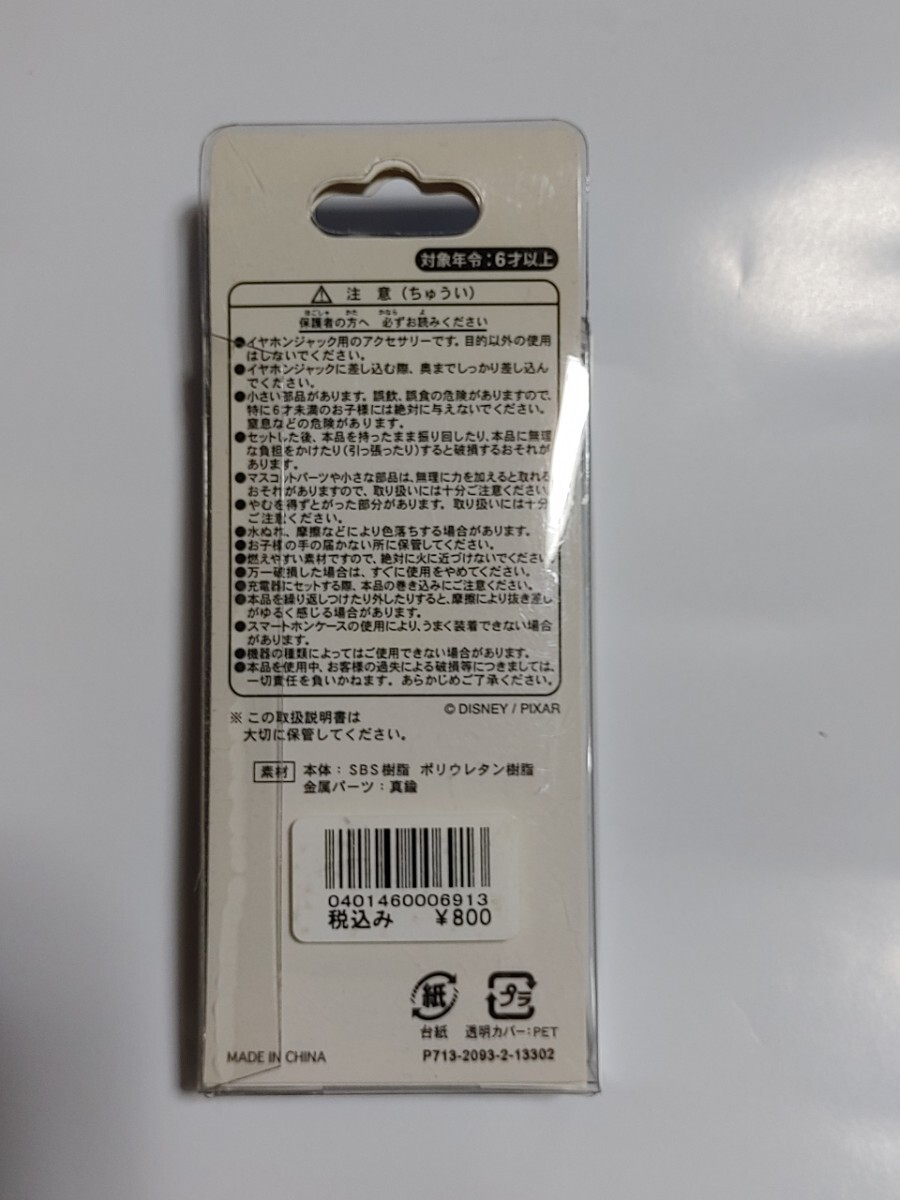 対象年令:6才以上
⚠ 注 意(ちゅうい)
ほごしゃ かた かなら よ
保護者の方へ 必ずお読みください
●イヤホンジャック用のアクセサリーです。目的以外の使用
はしないでください。
●イヤホンジャックに差し込む際、奥までしっかり差し込ん
でください。
●小さい部品があります。誤飲、誤食の危険がありますので、
特に6才未満のお子様には絶対に与えないでください。
窒息などの危険があります。
●セットした後、本品を持ったまま振り回したり、本品に無理
な負担をかけたり(引っ張ったり)すると破損するおそれが
あります。
●マスコットパーツや小さな部品は、無理に力を加えると取れる
おそれがありますので、取り扱いには十分ご注意ください。
●やむを得ずとがった部分があります。取り扱いには十分
ご注意ください。
●水ぬれ、摩擦などにより色落ちする場合があります。
●お子様の手の届かない所に保管してください。
●燃えやすい素材ですので、絶対に火に近づけないでください。
●万一破損した場合は、すぐに使用をやめてください。
●充電器にセットする際、本品の巻き込みにご注意ください。
●本品を繰り返しつけたり外したりすると、摩擦により抜き差し
がゆるく感じる場合があります。
●スマートホンケースの使用により、うまく装着できない場合
があります。
●機器の種類によってはご使用できない場合があります。
●本品を使用中、お客様の過失による破損等につきましては、
一切責任を負いかねます。あらかじめご了承ください。
© DISNEY / PIXAR
※ この取扱説明書は
大切に保管してください。
素材 本体:SBS樹脂 ポリウレタン樹脂
金属パーツ:真鍮
0401460006913
税込み ¥800
紙 プラ
台紙 透明カバー:PET
MADE IN CHINA P713-2093-2-13302